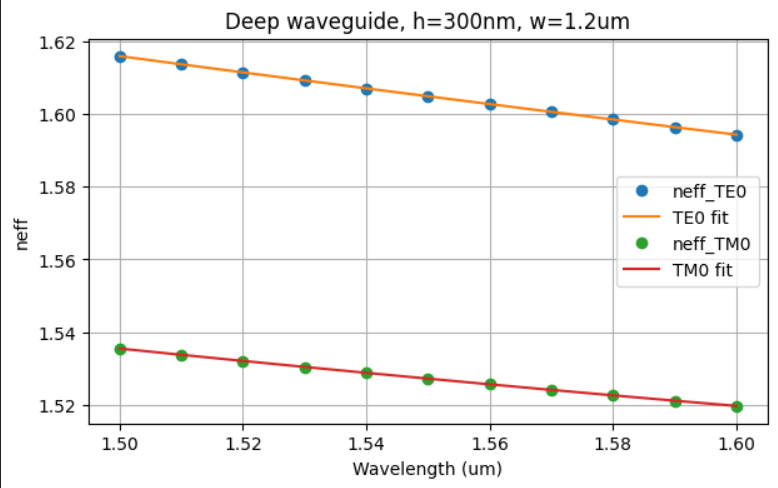 Deep waveguide, h=300nm, w=1.2um
neff
1.62
1.60
1.58
1.56
1.54
1.52
neff_TE0
TE0 fit
neff_TM0
TM0 fit
1.50 1.52 1.54 1.56 1.58 1.60
Wavelength (um)